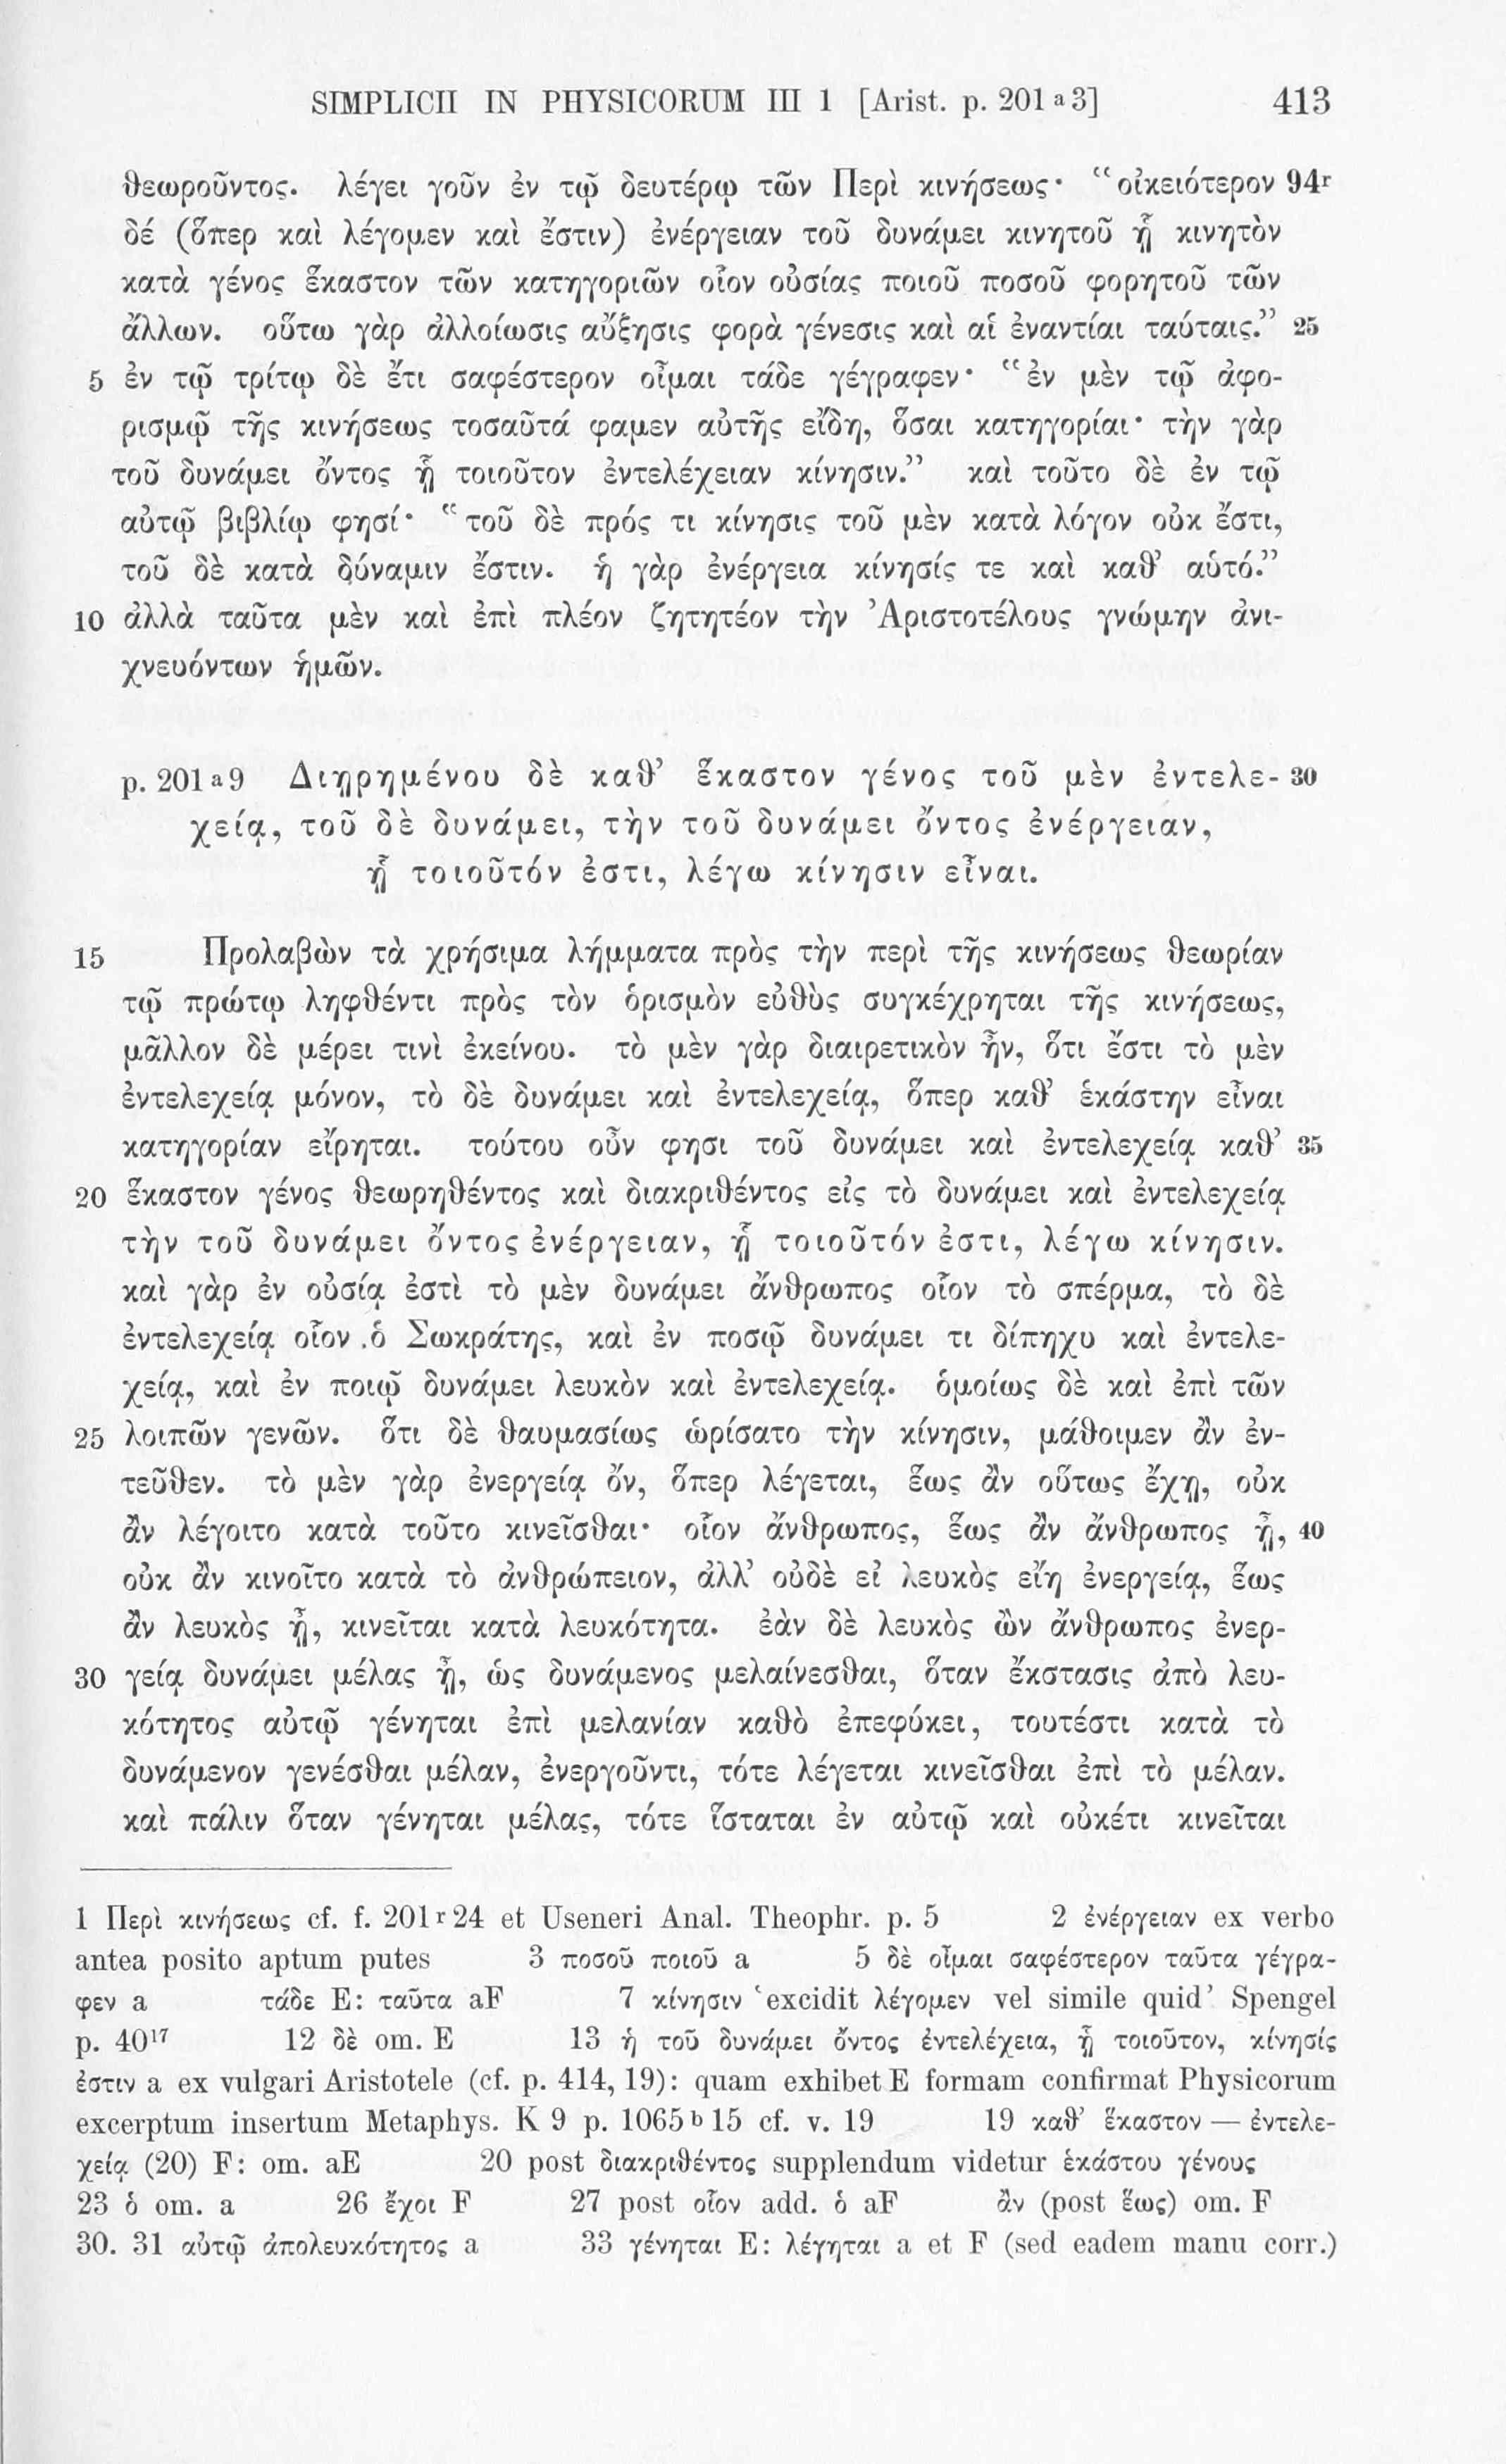 SIMPLICII IN PHYSICORUM III 1 [Arist. p. 201 a 3] 413
θεωροῦντος. λέγει γοῦν ἐν τῷ δευτέρῳ τῶν Περὶ κινήσεως· “οἰκειότερον 94r
δέ (ὅπερ καὶ λέγομεν καὶ ἔστιν) ἐνέργειαν τοῦ δυνάμει κινητοῦ ᾗ κινητὸν
κατὰ γένος ἕκαστον τῶν κατηγοριῶν οἷον οὐσίας ποιοῦ ποσοῦ φορητοῦ τῶν
ἄλλων. οὕτω γὰρ ἀλλοίωσις αὔξησις φορὰ γένεσις καὶ αἱ ἐναντίαι ταύταις.” 25
5 ἐν τῷ τρίτῳ δὲ ἔτι σαφέστερον οἶμαι τάδε γέγραφεν· “ἐν μὲν τῷ ἀφο-
ρισμῷ τῆς κινήσεως τοσαῦτά φαμεν αὐτῆς εἴδη, ὅσαι κατηγορίαι· τὴν γὰρ
τοῦ δυνάμει ὄντος ᾗ τοιοῦτον ἐντελέχειαν κίνησιν.” καὶ τοῦτο δὲ ἐν τῷ
αὐτῷ βιβλίῳ φησί· “τοῦ δὲ πρός τι κίνησις τοῦ μὲν κατὰ λόγον οὐκ ἔστι,
τοῦ δὲ κατὰ δύναμιν ἔστιν. ἡ γὰρ ἐνέργεια κίνησίς τε καὶ καθ’ αὑτό.”
10 ἀλλὰ ταῦτα μὲν καὶ ἐπὶ πλέον ζητητέον τὴν Ἀριστοτέλους γνώμην ἀνι-
χνευόντων ἡμῶν.
p. 201 a 9 Διῃρημένου δὲ καθ’ ἕκαστον γένος τοῦ μὲν ἐντελε- 30
χείᾳ, τοῦ δὲ δυνάμει, τὴν τοῦ δυνάμει ὄντος ἐνέργειαν,
ᾗ τοιοῦτόν ἐστι, λέγω κίνησιν εἶναι.
15 Προλαβὼν τὰ χρήσιμα λήμματα πρὸς τὴν περὶ τῆς κινήσεως θεωρίαν
τῷ πρώτῳ ληφθέντι πρὸς τὸν ὁρισμὸν εὐθὺς συγκέχρηται τῆς κινήσεως,
μᾶλλον δὲ μέρει τινὶ ἐκείνου. τὸ μὲν γὰρ διαιρετικὸν ἦν, ὅτι ἔστι τὸ μὲν
ἐντελεχείᾳ μόνον, τὸ δὲ δυνάμει καὶ ἐντελεχείᾳ, ὅπερ καθ’ ἑκάστην εἶναι
κατηγορίαν εἴρηται. τούτου οὖν φησι τοῦ δυνάμει καὶ ἐντελεχείᾳ καθ’ 35
20 ἕκαστον γένος θεωρηθέντος καὶ διακριθέντος εἰς τὸ δυνάμει καὶ ἐντελεχείᾳ
τὴν τοῦ δυνάμει ὄντος ἐνέργειαν, ᾗ τοιοῦτόν ἐστι, λέγω κίνησιν.
καὶ γὰρ ἐν οὐσίᾳ ἐστὶ τὸ μὲν δυνάμει ἄνθρωπος οἷον τὸ σπέρμα, τὸ δὲ
ἐντελεχείᾳ οἷον ὁ Σωκράτης, καὶ ἐν ποσῷ δυνάμει τι δίπηχυ καὶ ἐντελε-
χείᾳ, καὶ ἐν ποιῷ δυνάμει λευκὸν καὶ ἐντελεχείᾳ. ὁμοίως δὲ καὶ ἐπὶ τῶν
25 λοιπῶν γενῶν. ὅτι δὲ θαυμασίως ὡρίσατο τὴν κίνησιν, μάθοιμεν ἂν ἐν-
τεῦθεν. τὸ μὲν γὰρ ἐνεργείᾳ ὄν, ὅπερ λέγεται, ἕως ἂν οὕτως ἔχῃ, οὐκ
ἂν λέγοιτο κατὰ τοῦτο κινεῖσθαι· οἷον ἄνθρωπος, ἕως ἂν ἄνθρωπος ᾖ, 40
οὐκ ἂν κινοῖτο κατὰ τὸ ἀνθρώπειον, ἀλλ’ οὐδὲ εἰ λευκὸς εἴη ἐνεργείᾳ, ἕως
ἂν λευκὸς ᾖ, κινεῖται κατὰ λευκότητα. ἐὰν δὲ λευκὸς ὢν ἄνθρωπος ἐνερ-
30 γείᾳ δυνάμει μέλας ᾖ, ὡς δυνάμενος μελαίνεσθαι, ὅταν ἔκστασις ἀπὸ λευ-
κότητος αὐτῷ γένηται ἐπὶ μελανίαν καθὸ ἐπεφύκει, τουτέστι κατὰ τὸ
δυνάμενον γενέσθαι μέλαν, ἐνεργοῦντι, τότε λέγεται κινεῖσθαι ἐπὶ τὸ μέλαν.
καὶ πάλιν ὅταν γένηται μέλας, τότε ἵσταται ἐν αὐτῷ καὶ οὐκέτι κινεῖται
1 Περὶ κινήσεως cf. f. 201r 24 et Useneri Anal. Theophr. p. 5 2 ἐνέργειαν ex verbo
antea posito aptum putes 3 ποσοῦ ποιοῦ a 5 δὲ οἶμαι σαφέστερον ταῦτα γέγρα-
φεν a τάδε E: ταῦτα aF 7 κίνησιν ‘excidit λέγομεν vel simile quid’ Spengel
p. 40¹⁷ 12 δὲ om. E 13 ἡ τοῦ δυνάμει ὄντος ἐντελέχεια, ᾗ τοιοῦτον, κίνησίς
ἐστιν a ex vulgari Aristotele (cf. p. 414, 19): quam exhibet E formam confirmat Physicorum
excerptum insertum Metaphys. K 9 p. 1065 b 15 cf. v. 19 19 καθ’ ἕκαστον — ἐντελε-
χείᾳ (20) F: om. aE 20 post διακριθέντος supplendum videtur ἑκάστου γένους
23 ὁ om. a 26 ἔχοι F 27 post οἷον add. ὁ aF ἂν (post ἕως) om. F
30. 31 αὐτῷ ἀπολευκότητος a 33 γένηται E: λέγηται a et F (sed eadem manu corr.)